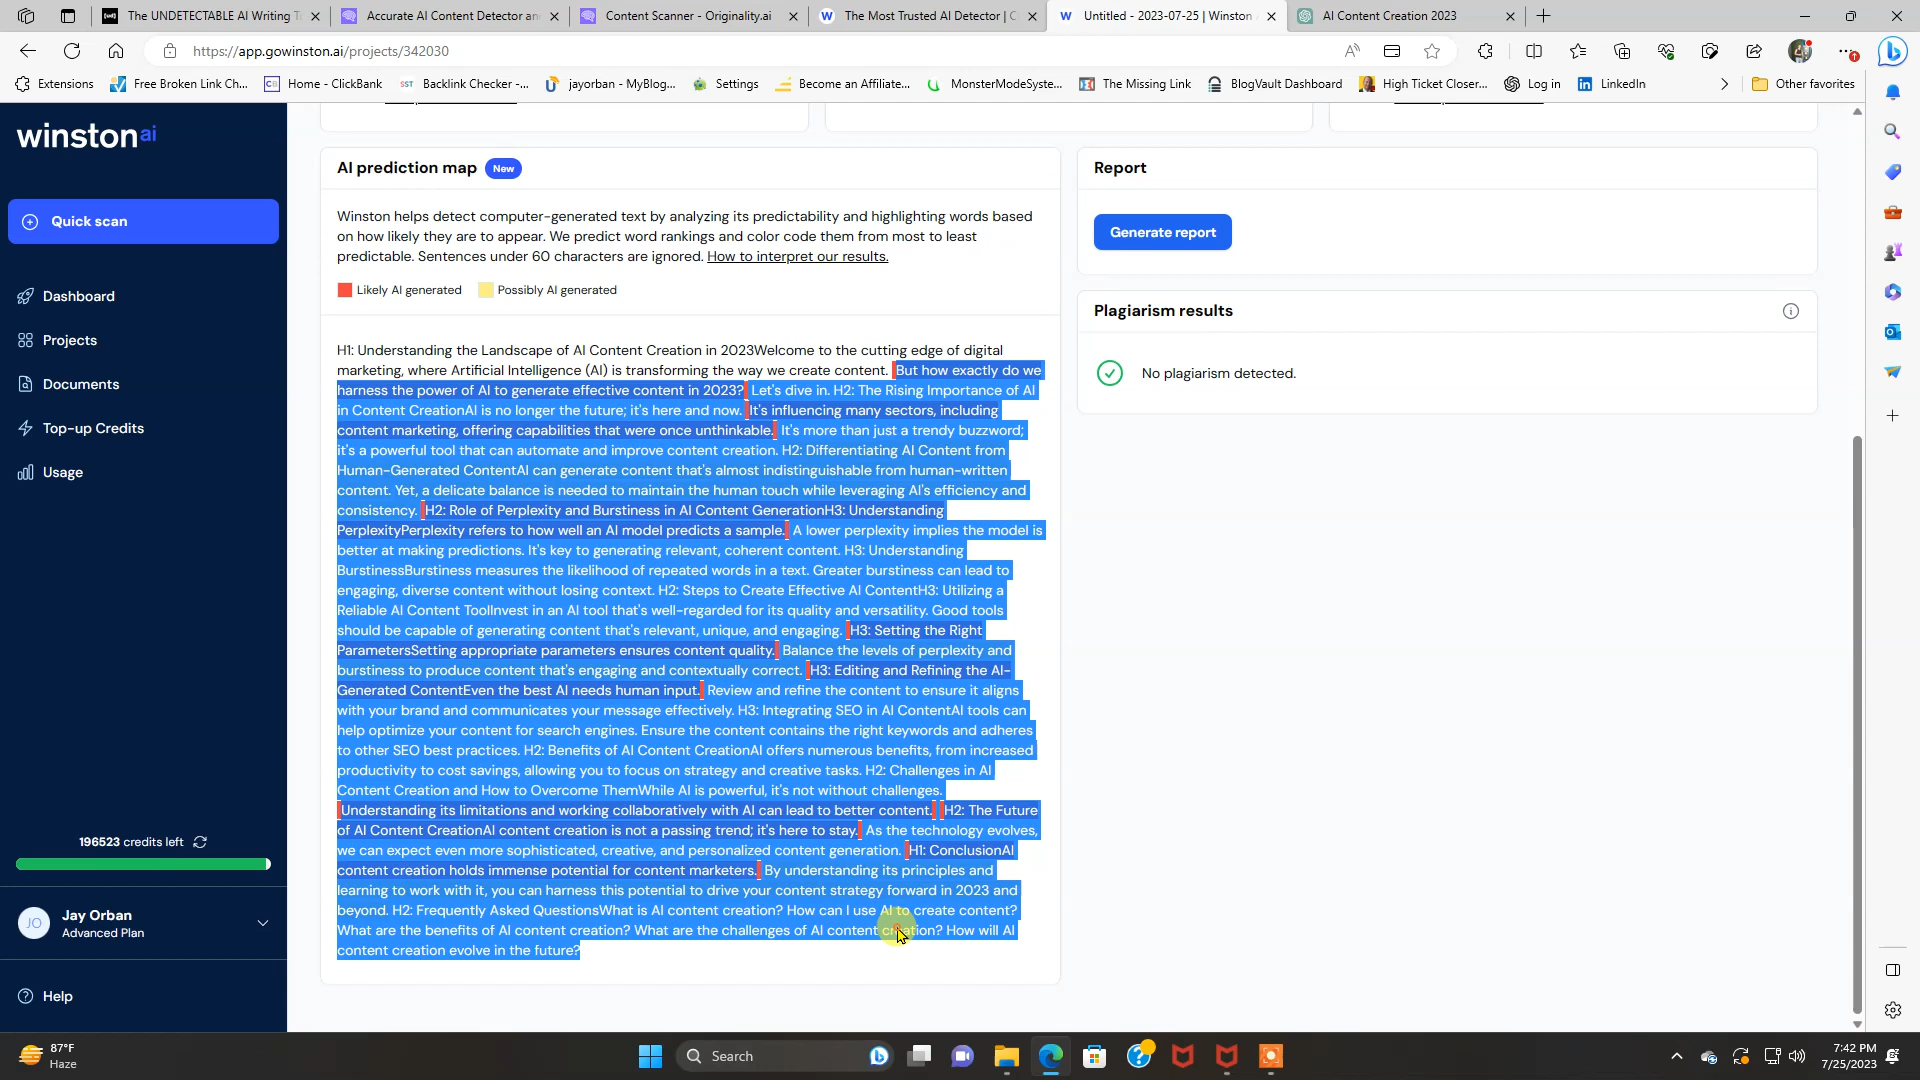 The UNDETECTABLE AI Writing T
Accurate AI Content Detector an
Content Scanner - Originality.ai
The Most Trusted AI Detector | C
Untitled - 2023-07-25 | Winston
AI Content Creation 2023
https://app.gowinston.ai/projects/342030
Extensions
Free Broken Link Ch...
Home - ClickBank
Backlink Checker -...
jayorban - MyBlog...
Settings
Become an Affiliate...
MonsterModeSyste...
The Missing Link
BlogVault Dashboard
High Ticket Closer...
Log in
LinkedIn
Other favorites
winston ai
Quick scan
Dashboard
Projects
Documents
Top-up Credits
Usage
196523 credits left
JO
Jay Orban
Advanced Plan
Help
AI prediction map New
Winston helps detect computer-generated text by analyzing its predictability and highlighting words based
on how likely they are to appear. We predict word rankings and color code them from most to least
predictable. Sentences under 60 characters are ignored. How to interpret our results.
Likely AI generated Possibly AI generated
H1: Understanding the Landscape of AI Content Creation in 2023Welcome to the cutting edge of digital
marketing, where Artificial Intelligence (AI) is transforming the way we create content. But how exactly do we
harness the power of AI to generate effective content in 2023? Let's dive in. H2: The Rising Importance of AI
in Content CreationAI is no longer the future; it's here and now. It's influencing many sectors, including
content marketing, offering capabilities that were once unthinkable. It's more than just a trendy buzzword;
it's a powerful tool that can automate and improve content creation. H2: Differentiating AI Content from
Human-Generated ContentAI can generate content that's almost indistinguishable from human-written
content. Yet, a delicate balance is needed to maintain the human touch while leveraging AI's efficiency and
consistency. H2: Role of Perplexity and Burstiness in AI Content GenerationH3: Understanding
PerplexityPerplexity refers to how well an AI model predicts a sample. A lower perplexity implies the model is
better at making predictions. It's key to generating relevant, coherent content. H3: Understanding
BurstinessBurstiness measures the likelihood of repeated words in a text. Greater burstiness can lead to
engaging, diverse content without losing context. H2: Steps to Create Effective AI ContentH3: Utilizing a
Reliable AI Content ToolInvest in an AI tool that's well-regarded for its quality and versatility. Good tools
should be capable of generating content that's relevant, unique, and engaging. H3: Setting the Right
ParametersSetting appropriate parameters ensures content quality. Balance the levels of perplexity and
burstiness to produce content that's engaging and contextually correct. H3: Editing and Refining the AI-
Generated ContentEven the best AI needs human input. Review and refine the content to ensure it aligns
with your brand and communicates your message effectively. H3: Integrating SEO in AI ContentAI tools can
help optimize your content for search engines. Ensure the content contains the right keywords and adheres
to other SEO best practices. H2: Benefits of AI Content CreationAI offers numerous benefits, from increased
productivity to cost savings, allowing you to focus on strategy and creative tasks. H2: Challenges in AI
Content Creation and How to Overcome ThemWhile AI is powerful, it's not without challenges.
Understanding its limitations and working collaboratively with AI can lead to better content. H2: The Future
of AI Content CreationAI content creation is not a passing trend; it's here to stay. As the technology evolves,
we can expect even more sophisticated, creative, and personalized content generation. H1: ConclusionAI
content creation holds immense potential for content marketers. By understanding its principles and
learning to work with it, you can harness this potential to drive your content strategy forward in 2023 and
beyond. H2: Frequently Asked QuestionsWhat is AI content creation? How can I use AI to create content?
What are the benefits of AI content creation? What are the challenges of AI content creation? How will AI
content creation evolve in the future?
Report
Generate report
Plagiarism results
No plagiarism detected.
87°F
Haze
Search
7:42 PM
7/25/2023